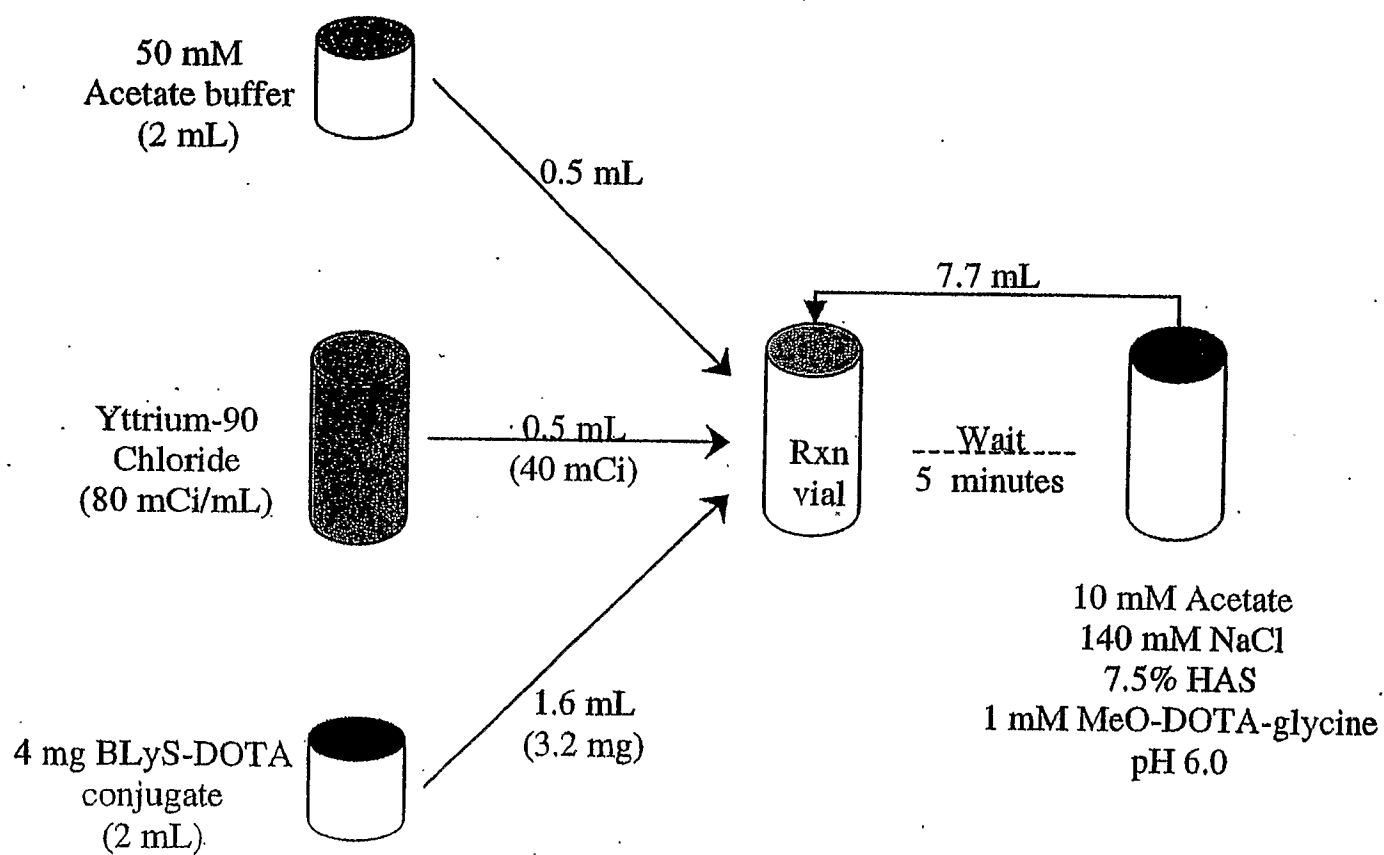 50 mM
Acetate buffer
(2 mL)
0.5 mL
7.7 mL
Yttrium-90
Chloride
(80 mCi/mL)
0.5 mL
(40 mCi)
Rxn
vial
Wait
5 minutes
10 mM Acetate
140 mM NaCl
7.5% HAS
1 mM MeO-DOTA-glycine
pH 6.0
1.6 mL
(3.2 mg)
4 mg BLyS-DOTA
conjugate
(2 mL)